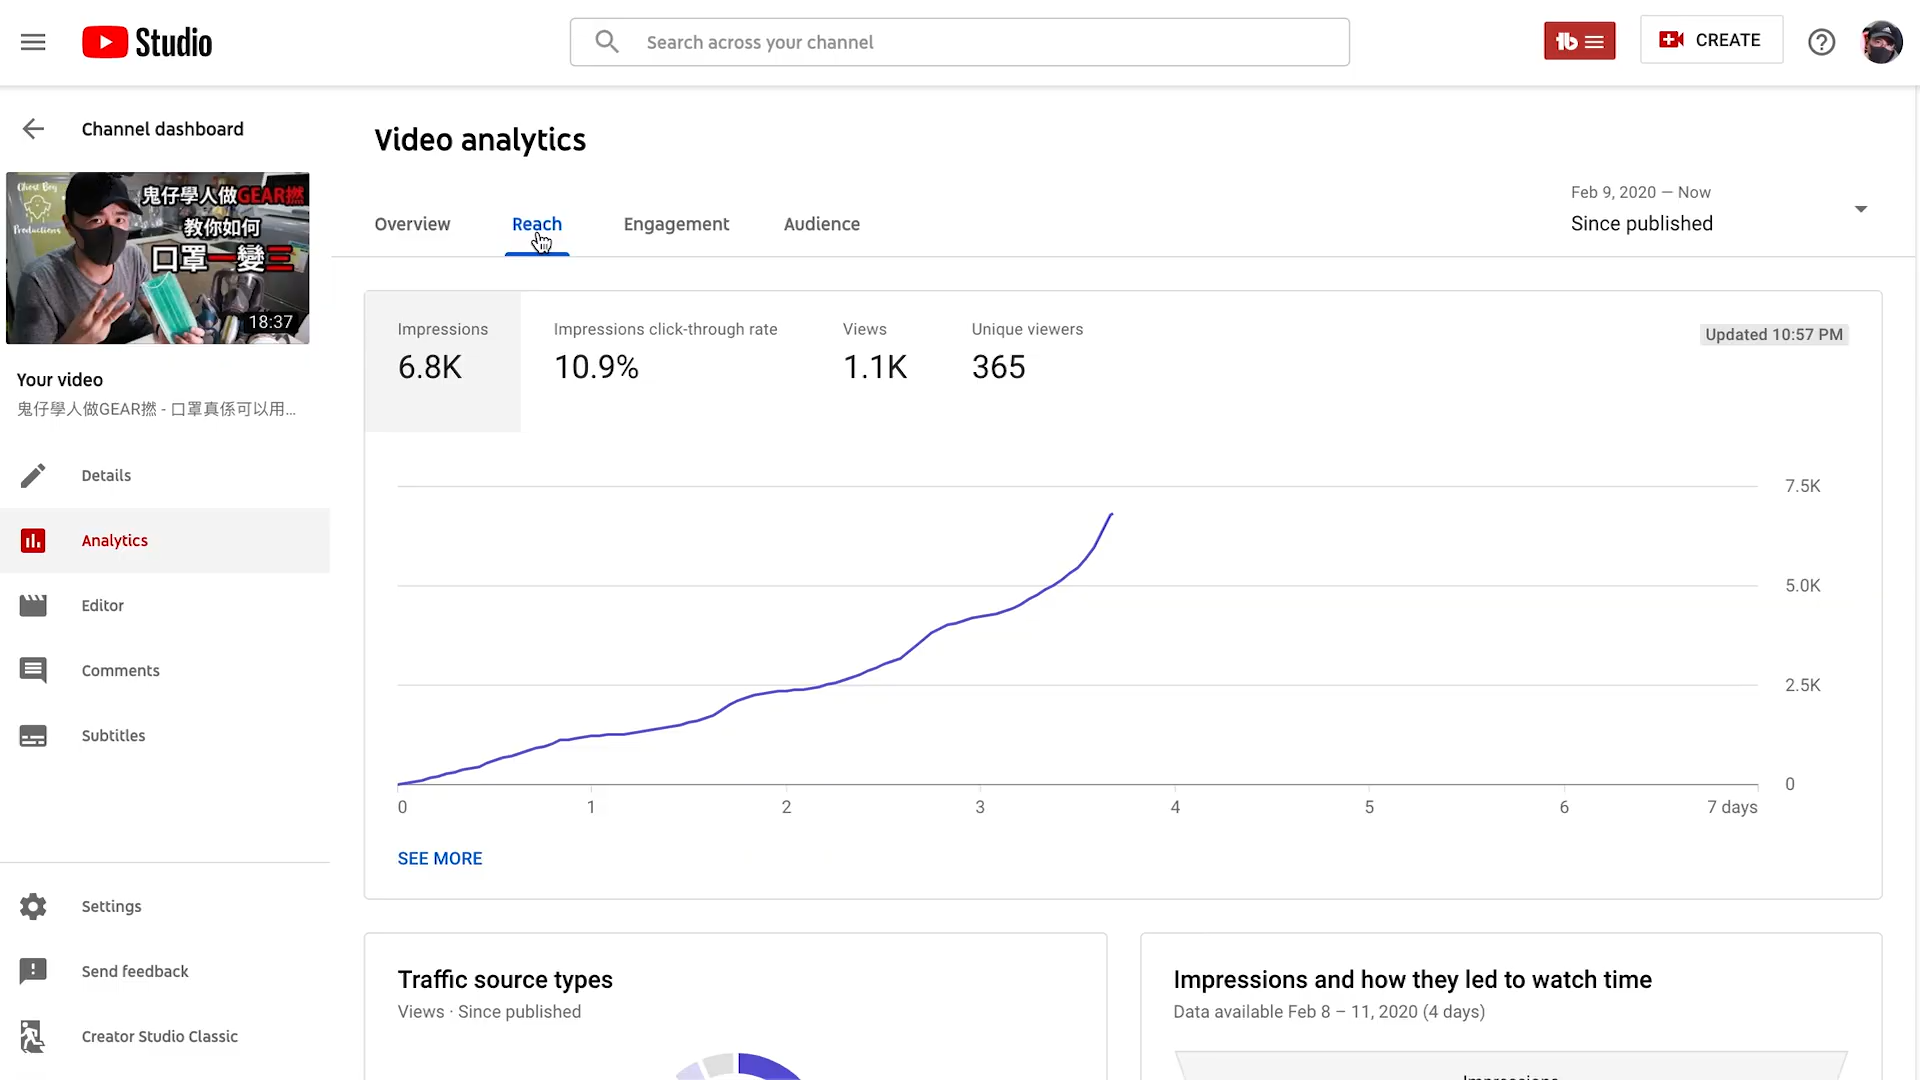 Studio
Search across your channel
CREATE
Channel dashboard
Ghost Boy
Productions
鬼仔學人做GEAR撚
教你如何
口罩一變三
18:37
Your video
鬼仔學人做GEAR撚 - 口罩真係可以用...
Details
Analytics
Editor
Comments
Subtitles
Settings
Send feedback
Creator Studio Classic
Video analytics
Overview
Reach
Engagement
Audience
Feb 9, 2020 – Now
Since published
Impressions
6.8K
Impressions click-through rate
10.9%
Views
1.1K
Unique viewers
365
Updated 10:57 PM
7.5K
5.0K
2.5K
0
0 1 2 3 4 5 6 7 days
SEE MORE
Traffic source types
Views · Since published
Impressions and how they led to watch time
Data available Feb 8 – 11, 2020 (4 days)
Impressions